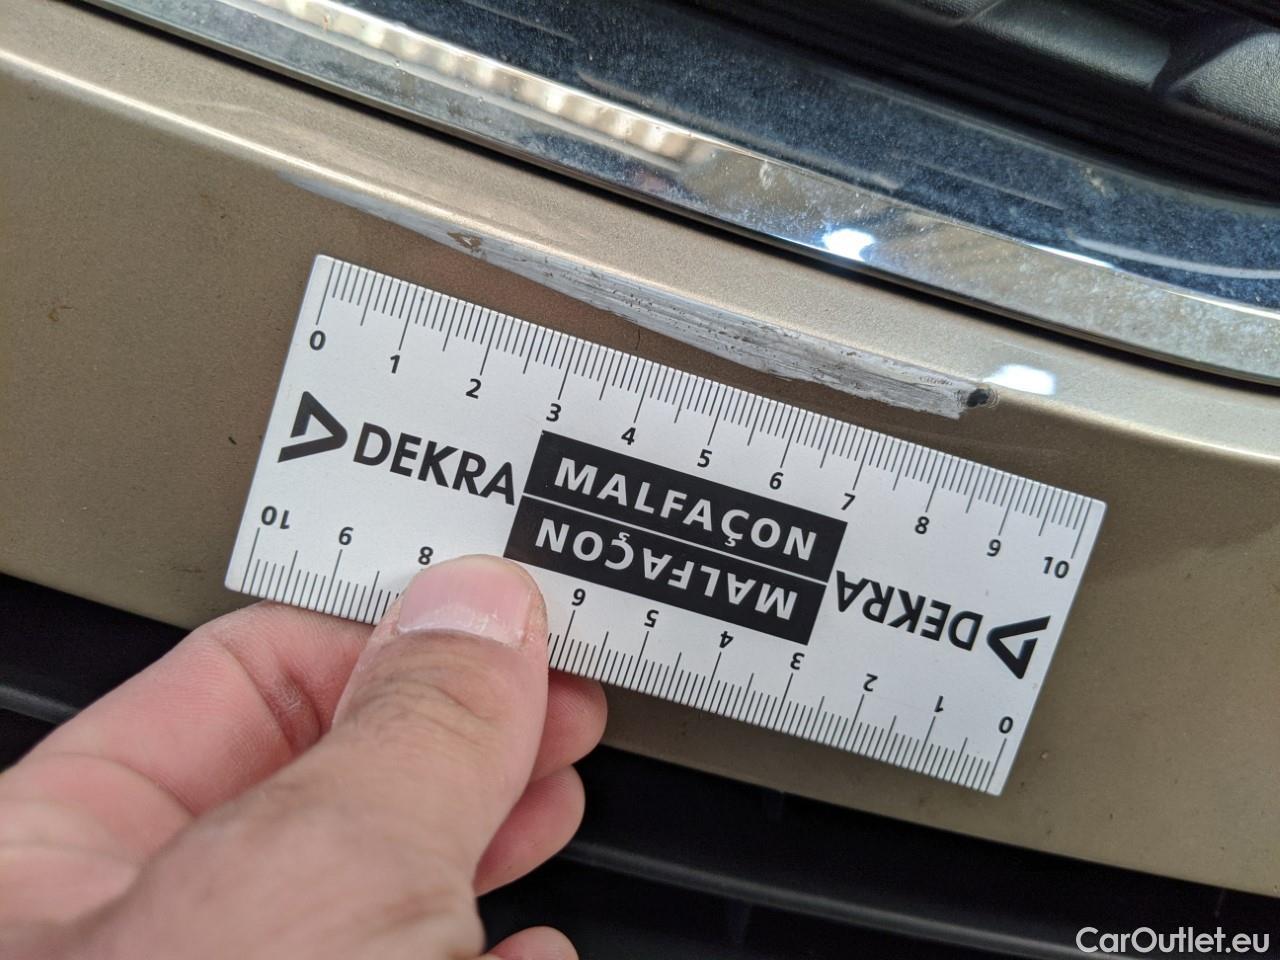 0 1 2 3 4 5 6 7 8 9 10
DEKRA MALFAÇON
MALFAÇON DEKRA
10 9 8 6 5 4 3 2 1 0
CarOutlet.eu